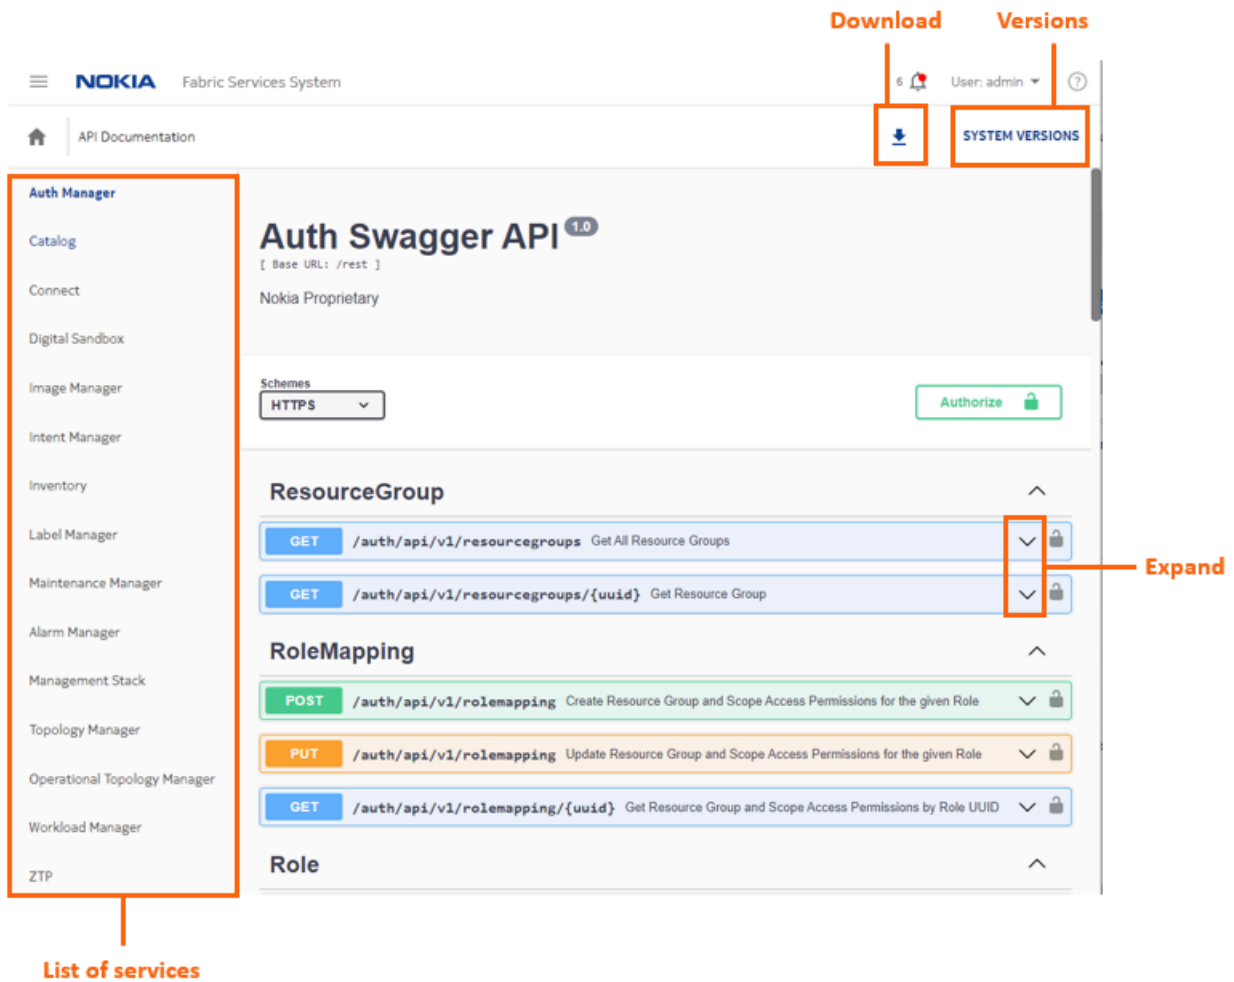 Download Versions
NOKIA Fabric Services System 6 User: admin ?
API Documentation SYSTEM VERSIONS
Auth Manager
Catalog
Connect
Digital Sandbox
Image Manager
Intent Manager
Inventory
Label Manager
Maintenance Manager
Alarm Manager
Management Stack
Topology Manager
Operational Topology Manager
Workload Manager
ZTP
List of services
Auth Swagger API 1.0
[ Base URL: /rest ]
Nokia Proprietary
Schemes
HTTPS
Authorize
ResourceGroup
GET /auth/api/v1/resourcegroups Get All Resource Groups
GET /auth/api/v1/resourcegroups/{uuid} Get Resource Group
Expand
RoleMapping
POST /auth/api/v1/rolemapping Create Resource Group and Scope Access Permissions for the given Role
PUT /auth/api/v1/rolemapping Update Resource Group and Scope Access Permissions for the given Role
GET /auth/api/v1/rolemapping/{uuid} Get Resource Group and Scope Access Permissions by Role UUID
Role